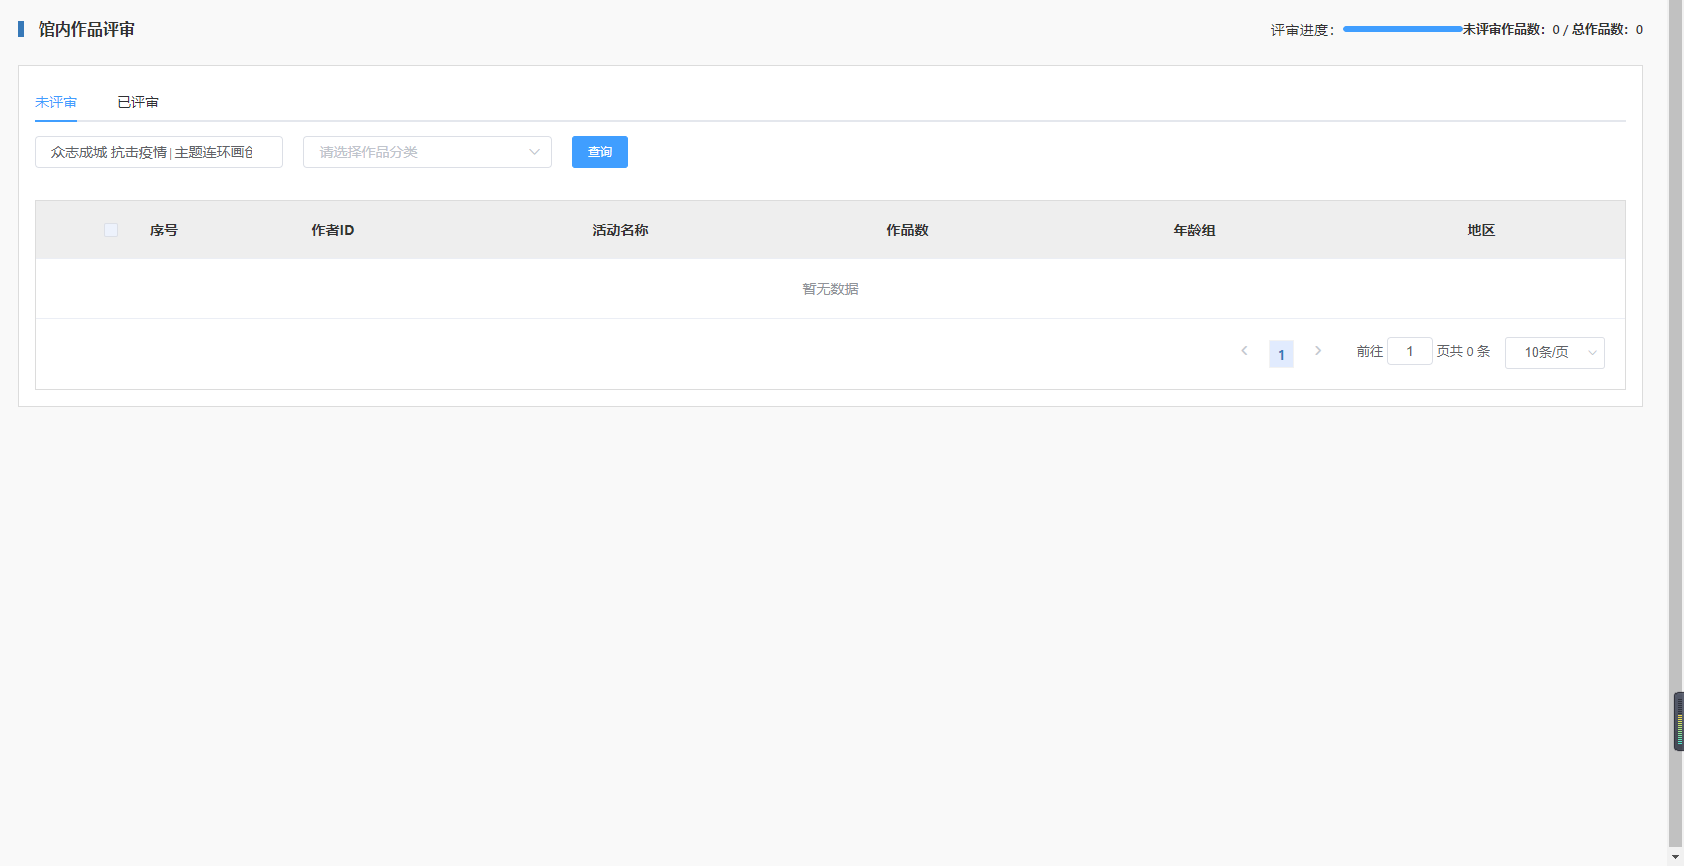 馆内作品评审
评审进度：未评审作品数：0 / 总作品数：0
未评审 已评审
众志成城 抗击疫情|主题连环画 请选择作品分类 查询
序号 作者ID 活动名称 作品数 年龄组 地区
暂无数据
1 前往 1 页共 0 条 10条/页